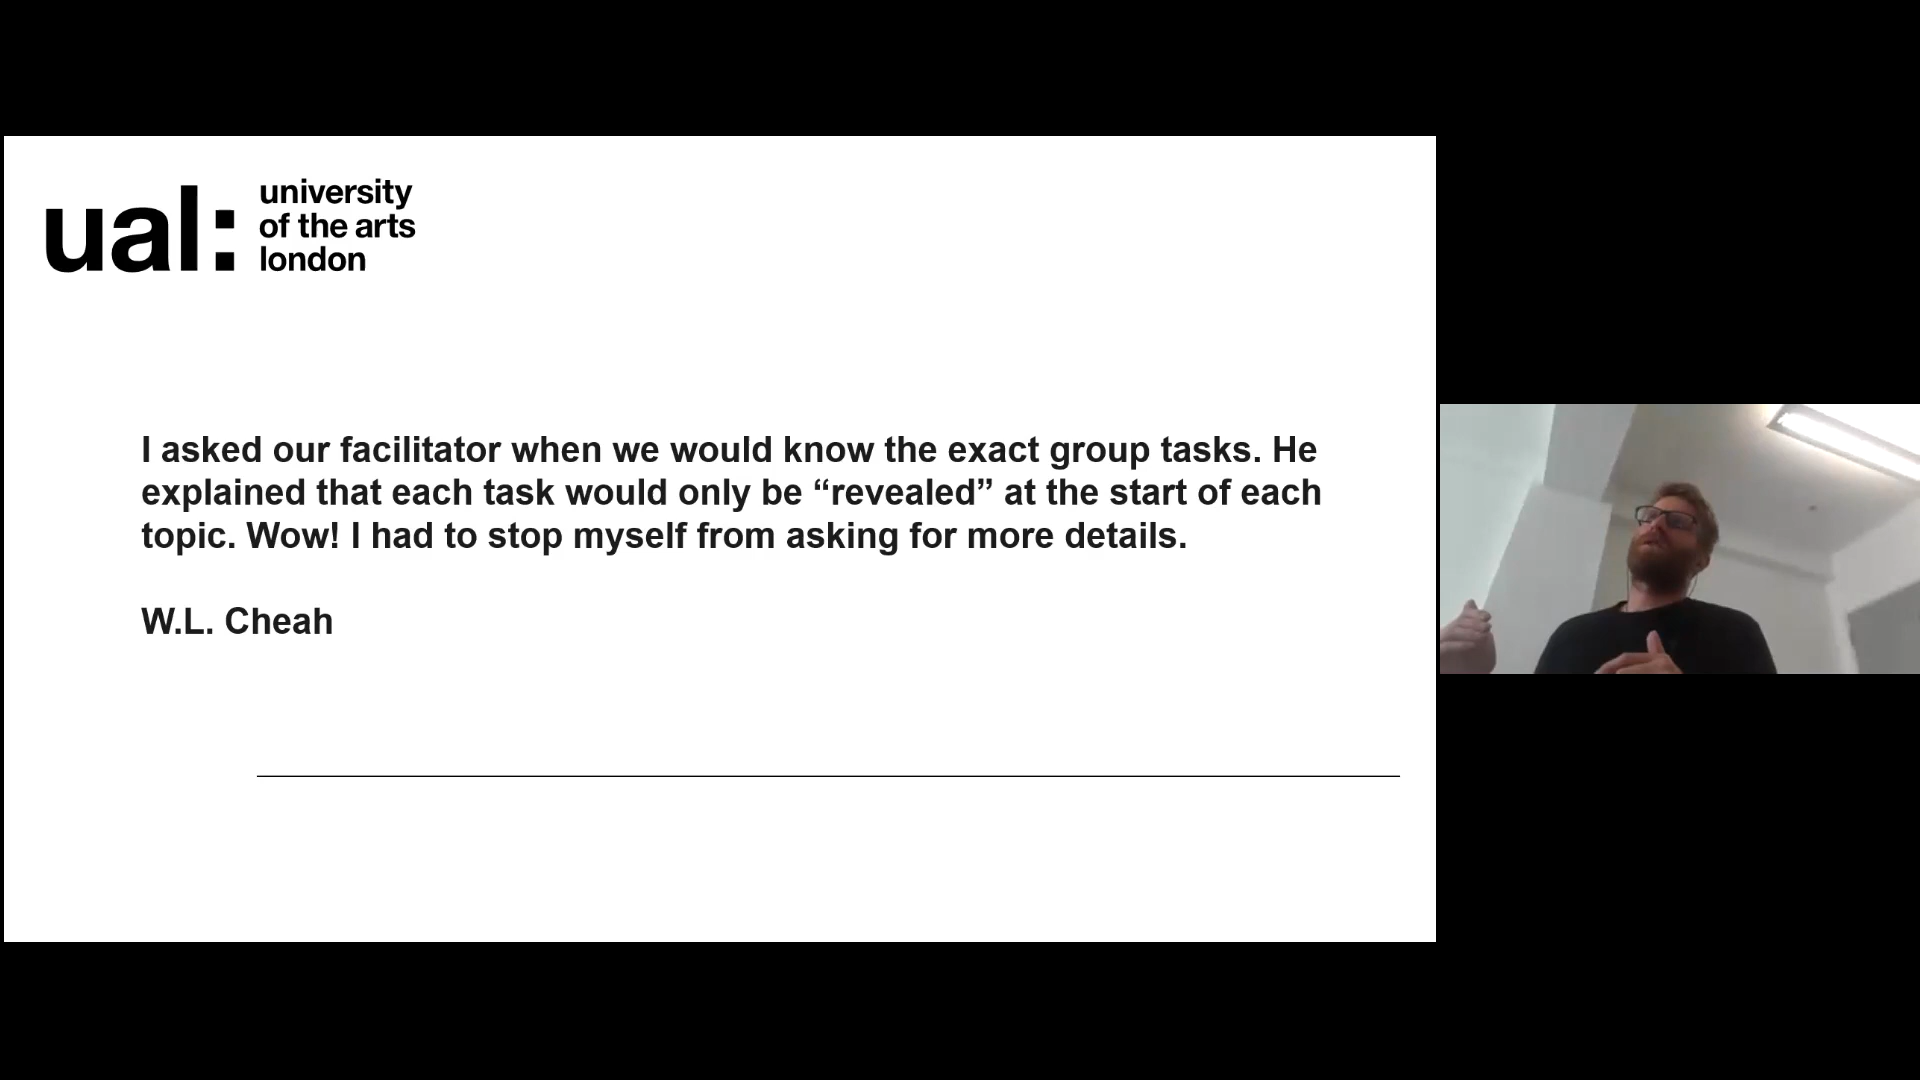 ual:
university
of the arts
london
I asked our facilitator when we would know the exact group tasks. He
explained that each task would only be “revealed” at the start of each
topic. Wow! I had to stop myself from asking for more details.
W.L. Cheah